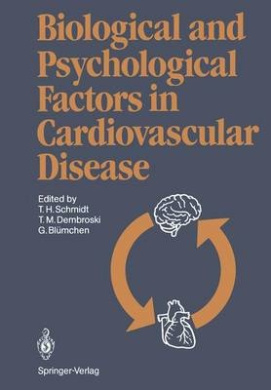 Biological and
Psychological
Factors in
Cardiovascular
Disease
Edited by
T. H. Schmidt
T. M. Dembroski
G. Blümchen
Springer-Verlag